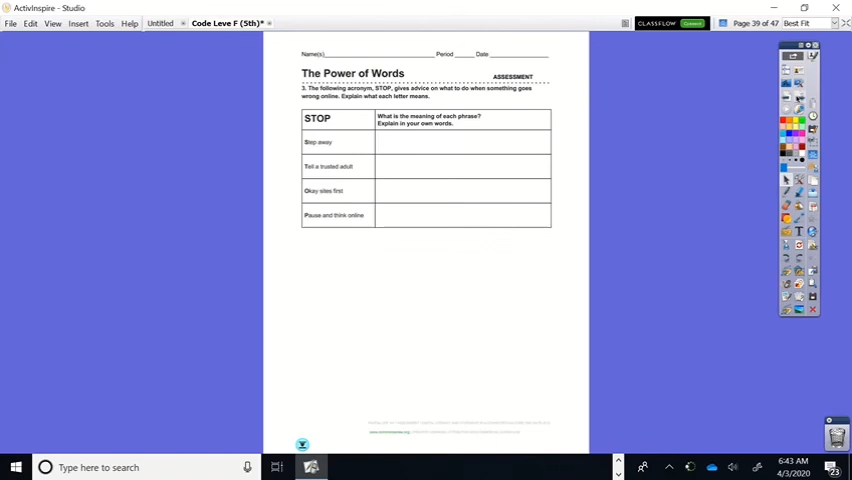 ActivInspire - Studio
File Edit View Insert Tools Help Untitled Code Leve F (5th)* CLASSFLOW Connect Page 39 of 47 Best Fit
Name(s) Period Date
The Power of Words
ASSESSMENT
3. The following acronym, STOP, gives advice on what to do when something goes
wrong online. Explain what each letter means.
STOP
What is the meaning of each phrase?
Explain in your own words.
Step away
Tell a trusted adult
Okay sites first
Pause and think online
Type here to search
6:43 AM
4/3/2020
23